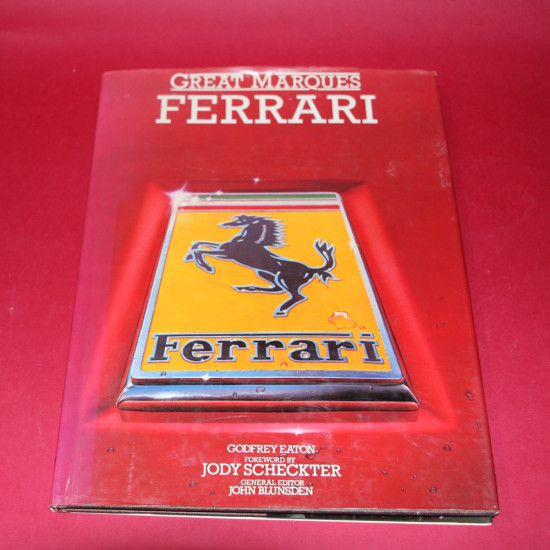 GREAT MARQUES
FERRARI
Ferrari
GODFREY EATON
FOREWORD BY
JODY SCHECKTER
GENERAL EDITOR
JOHN BLUNSDEN